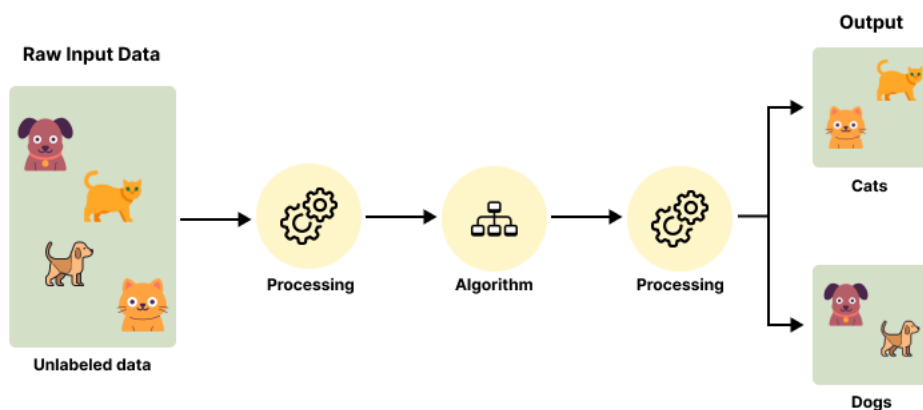 Raw Input Data
Unlabeled data
Processing
Algorithm
Processing
Output
Cats
Dogs